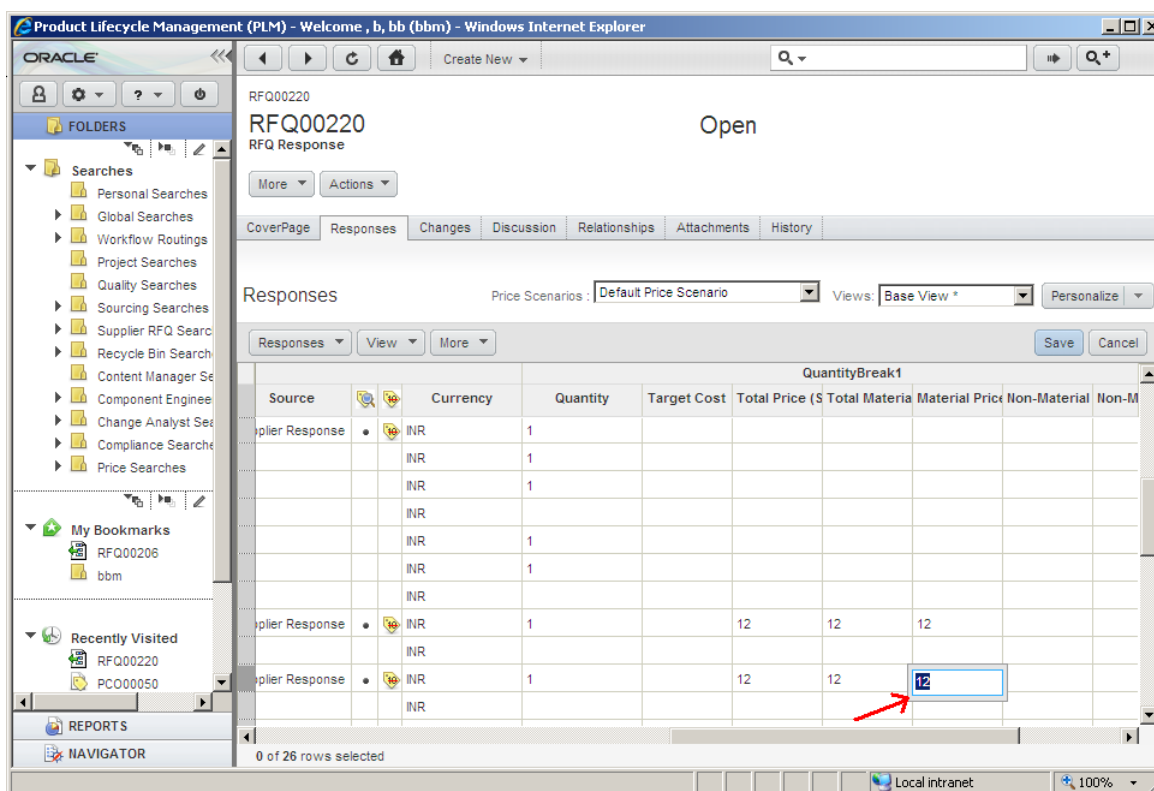 Product Lifecycle Management (PLM) - Welcome , b, bb (bbm) - Windows Internet Explorer
ORACLE
Create New
?
FOLDERS
Searches
Personal Searches
Global Searches
Workflow Routings
Project Searches
Quality Searches
Sourcing Searches
Supplier RFQ Searc
Recycle Bin Search
Content Manager Se
Component Enginee
Change Analyst Sea
Compliance Searche
Price Searches
My Bookmarks
RFQ00206
bbm
Recently Visited
RFQ00220
PCO00050
REPORTS
NAVIGATOR
RFQ00220
RFQ00220 Open
RFQ Response
More Actions
CoverPage Responses Changes Discussion Relationships Attachments History
Responses Price Scenarios : Default Price Scenario Views: Base View * Personalize
Responses View More Save Cancel
QuantityBreak1
Source Currency Quantity Target Cost Total Price (S Total Materia Material Price Non-Material Non-M
plier Response INR 1
INR 1
INR 1
INR
INR 1
INR 1
INR
plier Response INR 1 12 12 12
INR
plier Response INR 1 12 12 12
INR
0 of 26 rows selected
Local intranet 100%